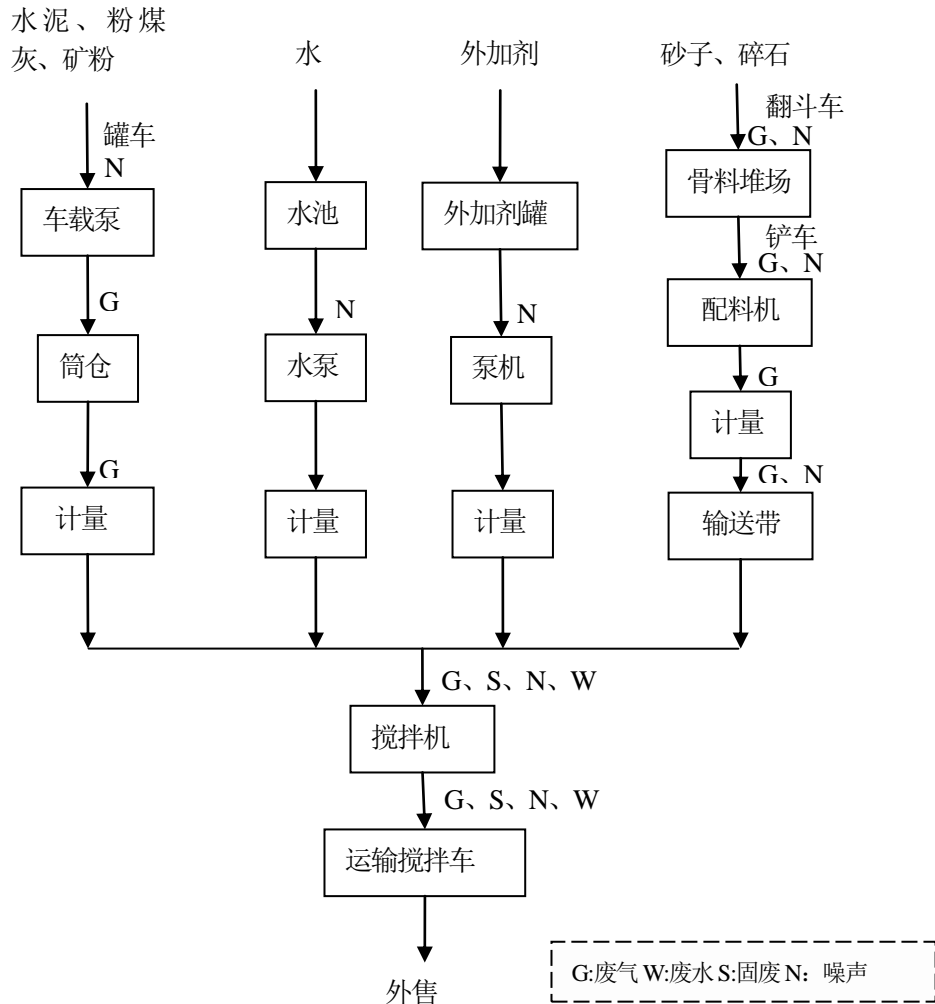 水泥、粉煤
灰、矿粉
水
外加剂
砂子、碎石
罐车
N
翻斗车
G、N
车载泵
水池
外加剂罐
骨料堆场
铲车
G、N
G
N
N
配料机
筒仓
水泵
泵机
G
计量
G
G、N
计量
计量
计量
输送带
G、S、N、W
搅拌机
G、S、N、W
运输搅拌车
外售
G:废气 W:废水 S:固废 N：噪声